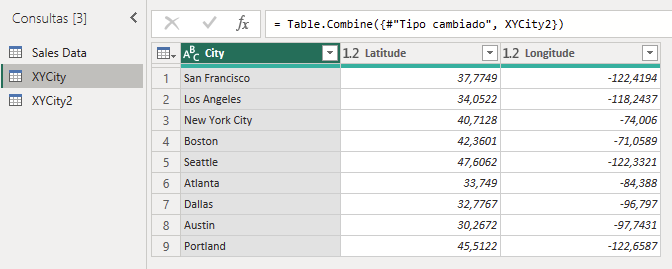 Consultas [3]
Sales Data
XYCity
XYCity2
fx = Table.Combine({#"Tipo cambiado", XYCity2})
ABC City 1.2 Latitude 1.2 Longitude
1 San Francisco 37,7749 -122,4194
2 Los Angeles 34,0522 -118,2437
3 New York City 40,7128 -74,006
4 Boston 42,3601 -71,0589
5 Seattle 47,6062 -122,3321
6 Atlanta 33,749 -84,388
7 Dallas 32,7767 -96,797
8 Austin 30,2672 -97,7431
9 Portland 45,5122 -122,6587